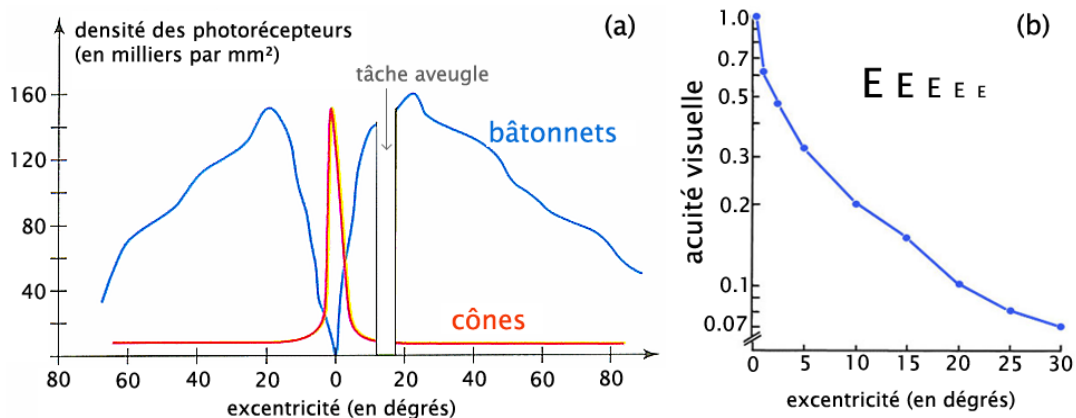 densité des photorécepteurs
(en milliers par mm²)
(a)
tâche aveugle
160
120
80
40
bâtonnets
cônes
80 60 40 20 0 20 40 60 80
excentricité (en dégrés)
(b)
1.0
0.7
0.5
0.3
0.2
0.1
0.07
E E E E E
acuité visuelle
0 5 10 15 20 25 30
excentricité (en dégrés)